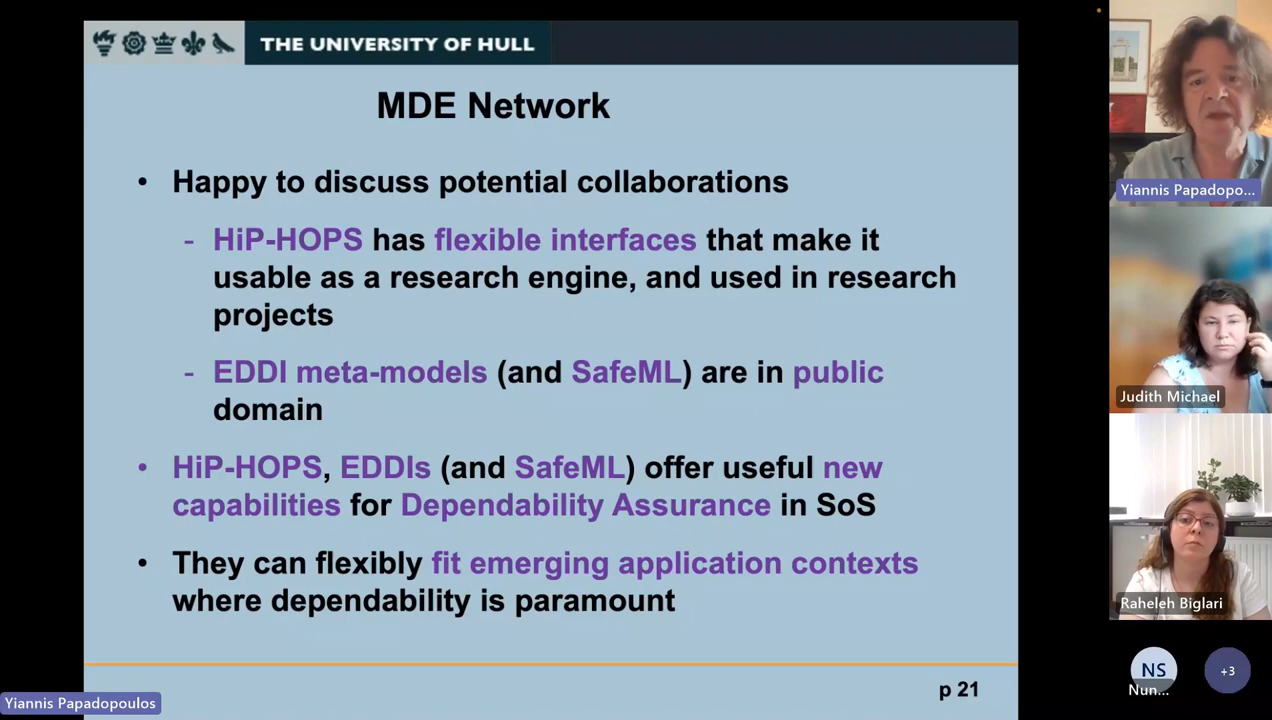 THE UNIVERSITY OF HULL
MDE Network
• Happy to discuss potential collaborations
- HiP-HOPS has flexible interfaces that make it
usable as a research engine, and used in research
projects
- EDDI meta-models (and SafeML) are in public
domain
• HiP-HOPS, EDDIs (and SafeML) offer useful new
capabilities for Dependability Assurance in SoS
• They can flexibly fit emerging application contexts
where dependability is paramount
p 21
Yiannis Papadopoulos
Yiannis Papadopo...
Judith Michael
Raheleh Biglari
NS
Nun...
+3